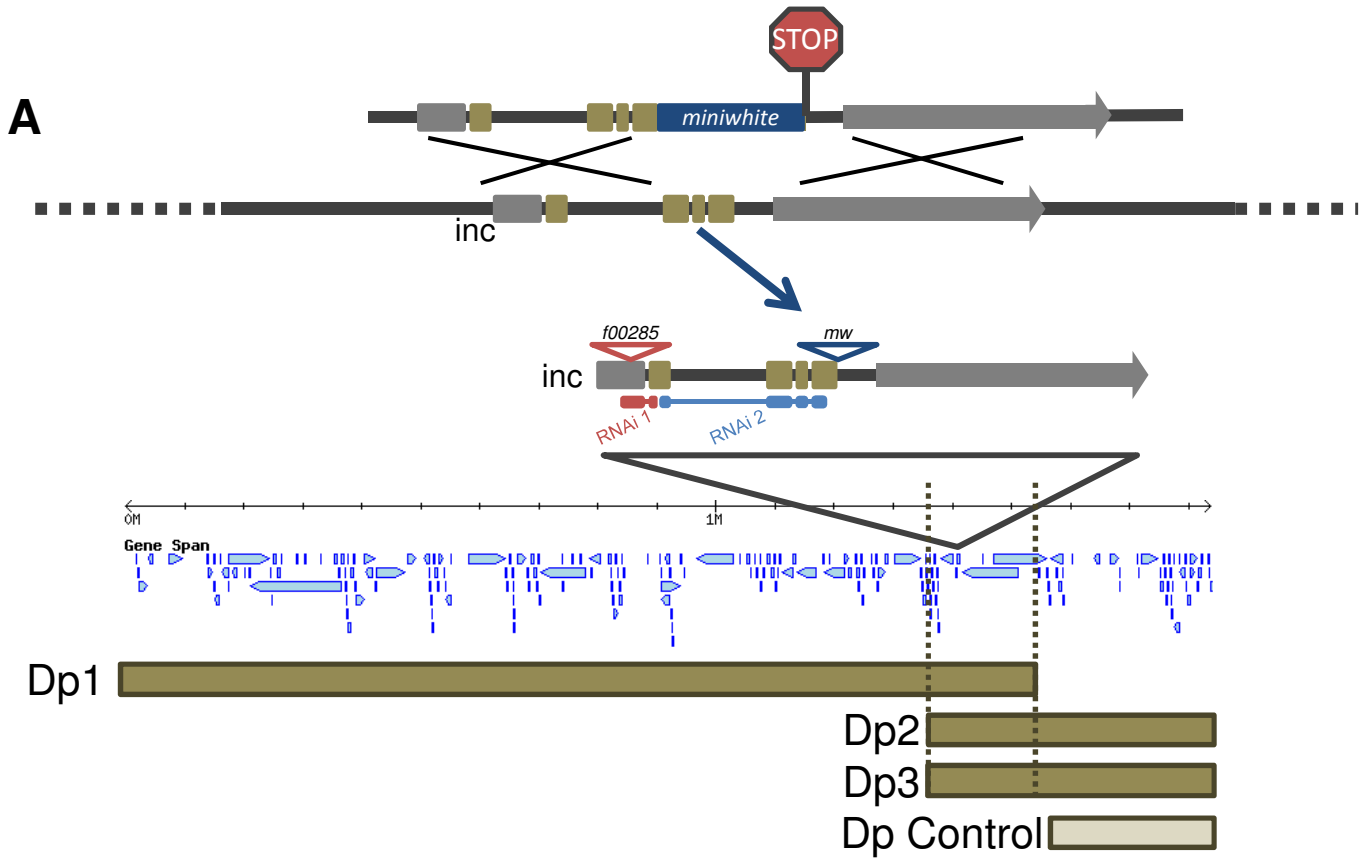 STOP
A
miniwhite
inc
f00285
mw
inc
RNAi 1
RNAi 2
0M
1M
Gene Span
Dp1
Dp2
Dp3
Dp Control